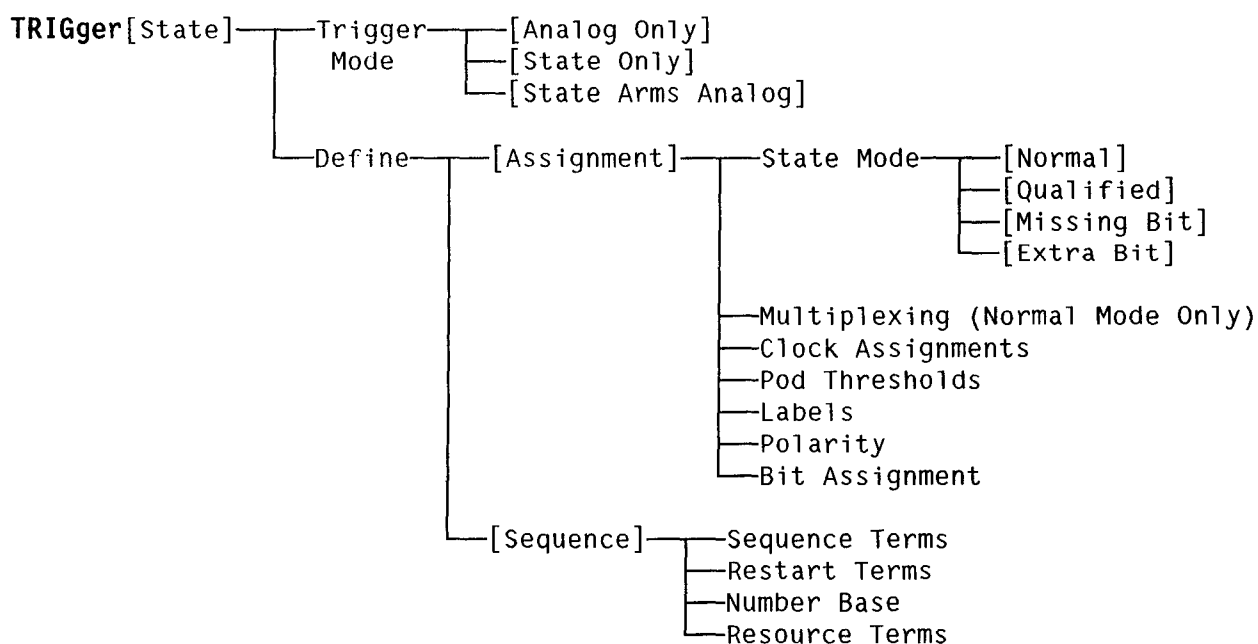 TRIGger[State] Trigger Mode [Analog Only]
[State Only]
[State Arms Analog]
Define [Assignment] State Mode [Normal]
[Qualified]
[Missing Bit]
[Extra Bit]
Multiplexing (Normal Mode Only)
Clock Assignments
Pod Thresholds
Labels
Polarity
Bit Assignment
[Sequence] Sequence Terms
Restart Terms
Number Base
Resource Terms